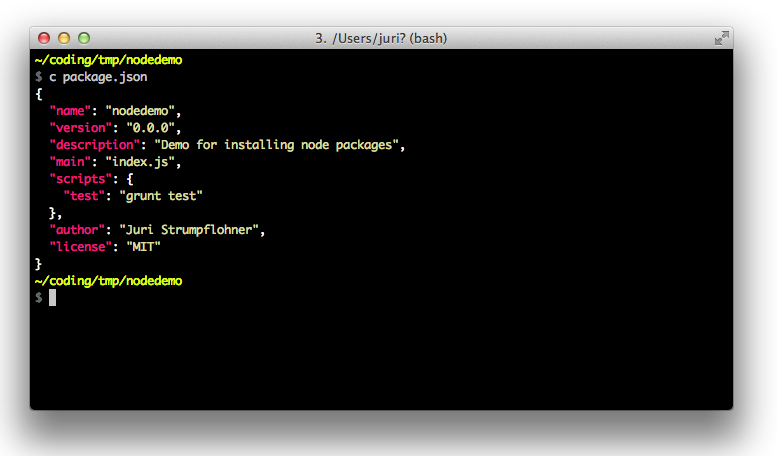 3. /Users/juri? (bash)
~/coding/tmp/nodedemo
$ c package.json
{
  "name": "nodedemo",
  "version": "0.0.0",
  "description": "Demo for installing node packages",
  "main": "index.js",
  "scripts": {
    "test": "grunt test"
  },
  "author": "Juri Strumpflohner",
  "license": "MIT"
}
~/coding/tmp/nodedemo
$